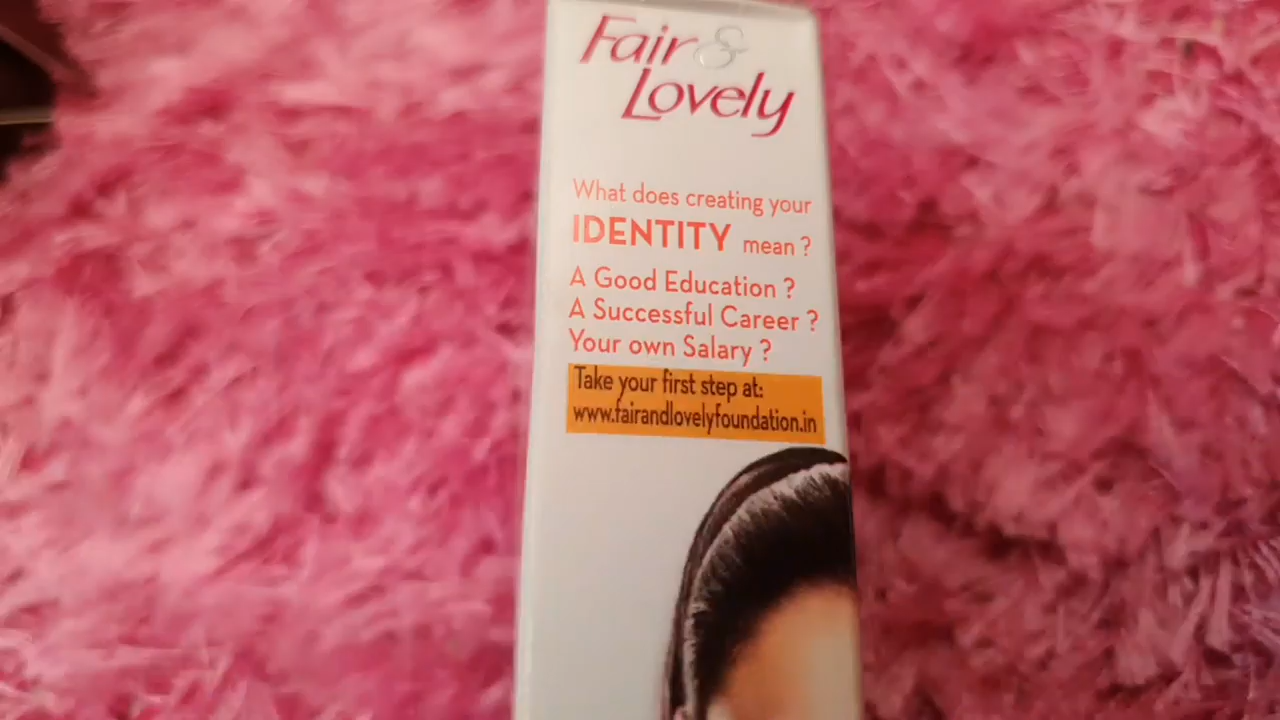 Fair &
Lovely
What does creating your
IDENTITY mean ?
A Good Education ?
A Successful Career ?
Your own Salary ?
Take your first step at:
www.fairandlovelyfoundation.in